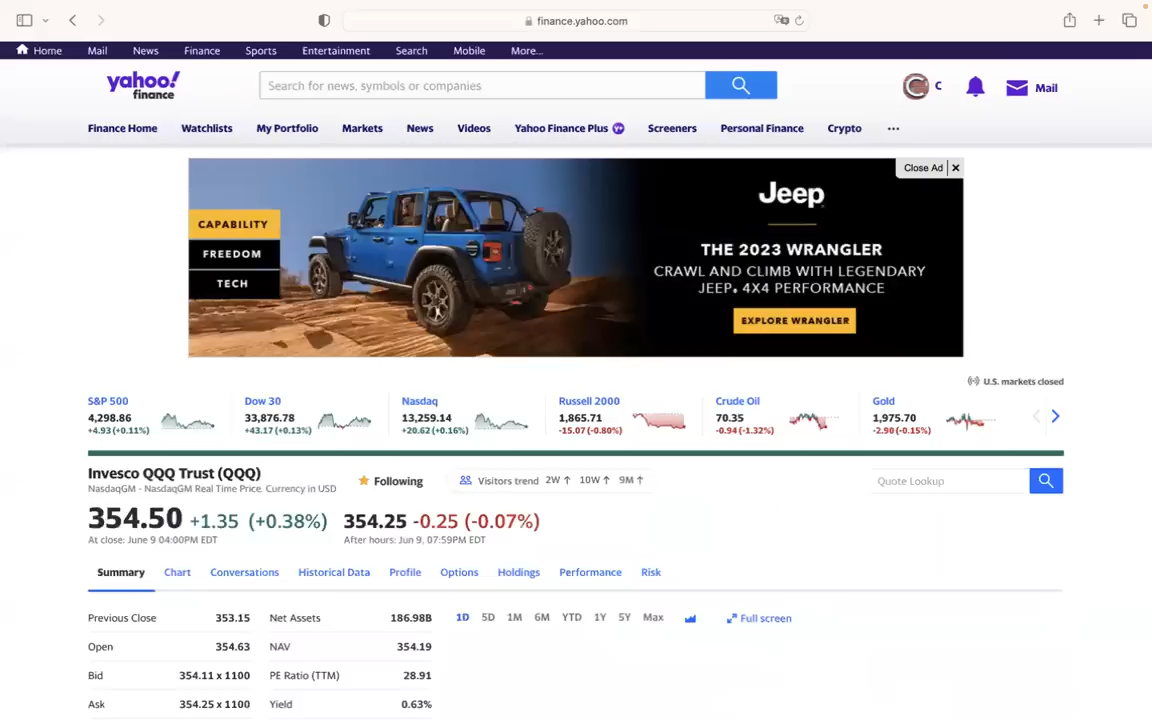 finance.yahoo.com
Home Mail News Finance Sports Entertainment Search Mobile More...
yahoo!
finance
Search for news, symbols or companies
C
Mail
Finance Home Watchlists My Portfolio Markets News Videos Yahoo Finance Plus Y+ Screeners Personal Finance Crypto ...
Close Ad X
CAPABILITY
FREEDOM
TECH
Jeep
THE 2023 WRANGLER
CRAWL AND CLIMB WITH LEGENDARY
JEEP® 4X4 PERFORMANCE
EXPLORE WRANGLER
U.S. markets closed
S&P 500 Dow 30 Nasdaq Russell 2000 Crude Oil Gold
4,298.86 33,876.78 13,259.14 1,865.71 70.35 1,975.70
+4.93 (+0.11%) +43.17 (+0.13%) +20.62 (+0.16%) -15.07 (-0.80%) -0.94 (-1.32%) -2.90 (-0.15%)
Invesco QQQ Trust (QQQ)
NasdaqGM - NasdaqGM Real Time Price. Currency in USD
Following
Visitors trend 2W ↑ 10W ↑ 9M ↑
Quote Lookup
354.50 +1.35 (+0.38%) 354.25 -0.25 (-0.07%)
At close: June 9 04:00PM EDT After hours: Jun 9, 07:59PM EDT
Summary Chart Conversations Historical Data Profile Options Holdings Performance Risk
Previous Close 353.15 Net Assets 186.98B
1D 5D 1M 6M YTD 1Y 5Y Max Full screen
Open 354.63 NAV 354.19
Bid 354.11 x 1100 PE Ratio (TTM) 28.91
Ask 354.25 x 1100 Yield 0.63%